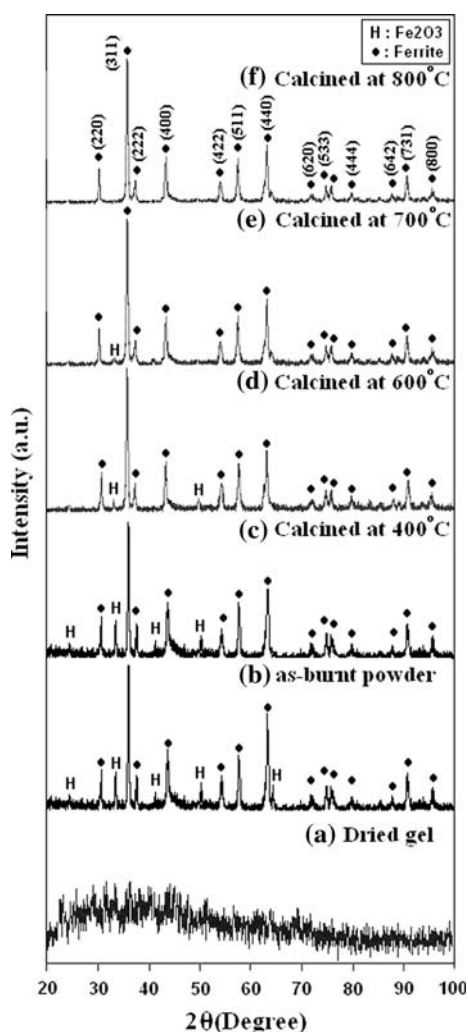 H : Fe2O3
♦ : Ferrite
(f) Calcined at 800°C
(220) (311) (222) (400) (422) (511) (440) (620) (533) (444) (642) (731) (800)
(e) Calcined at 700°C
H
(d) Calcined at 600°C
H H
(c) Calcined at 400°C
H H H H
(b) as-burnt powder
H H H H H
(a) Dried gel
Intensity (a.u.)
20 30 40 50 60 70 80 90 100
2θ(Degree)